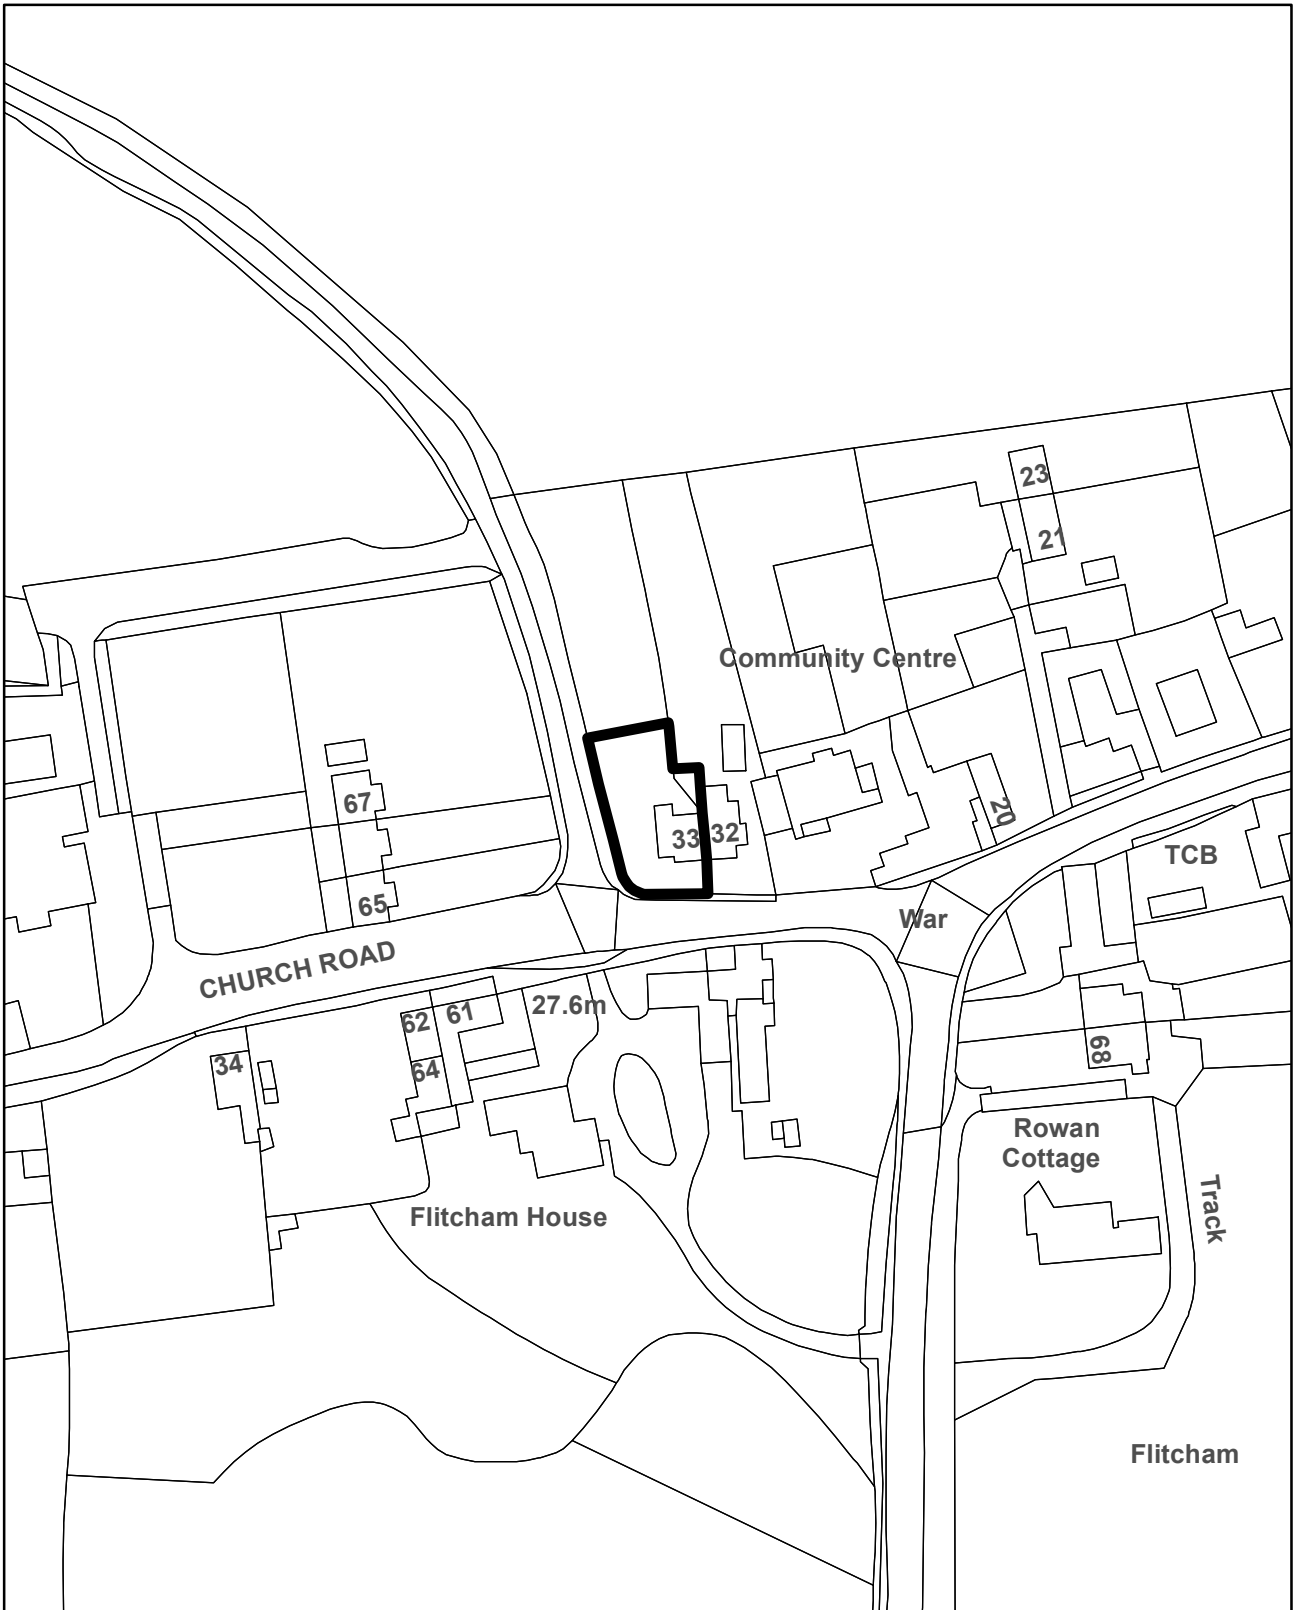 23
21
Community Centre
67
33
32
20
TCB
65
War
CHURCH ROAD
62
61
27.6m
34
64
68
Rowan
Cottage
Track
Flitcham House
Flitcham